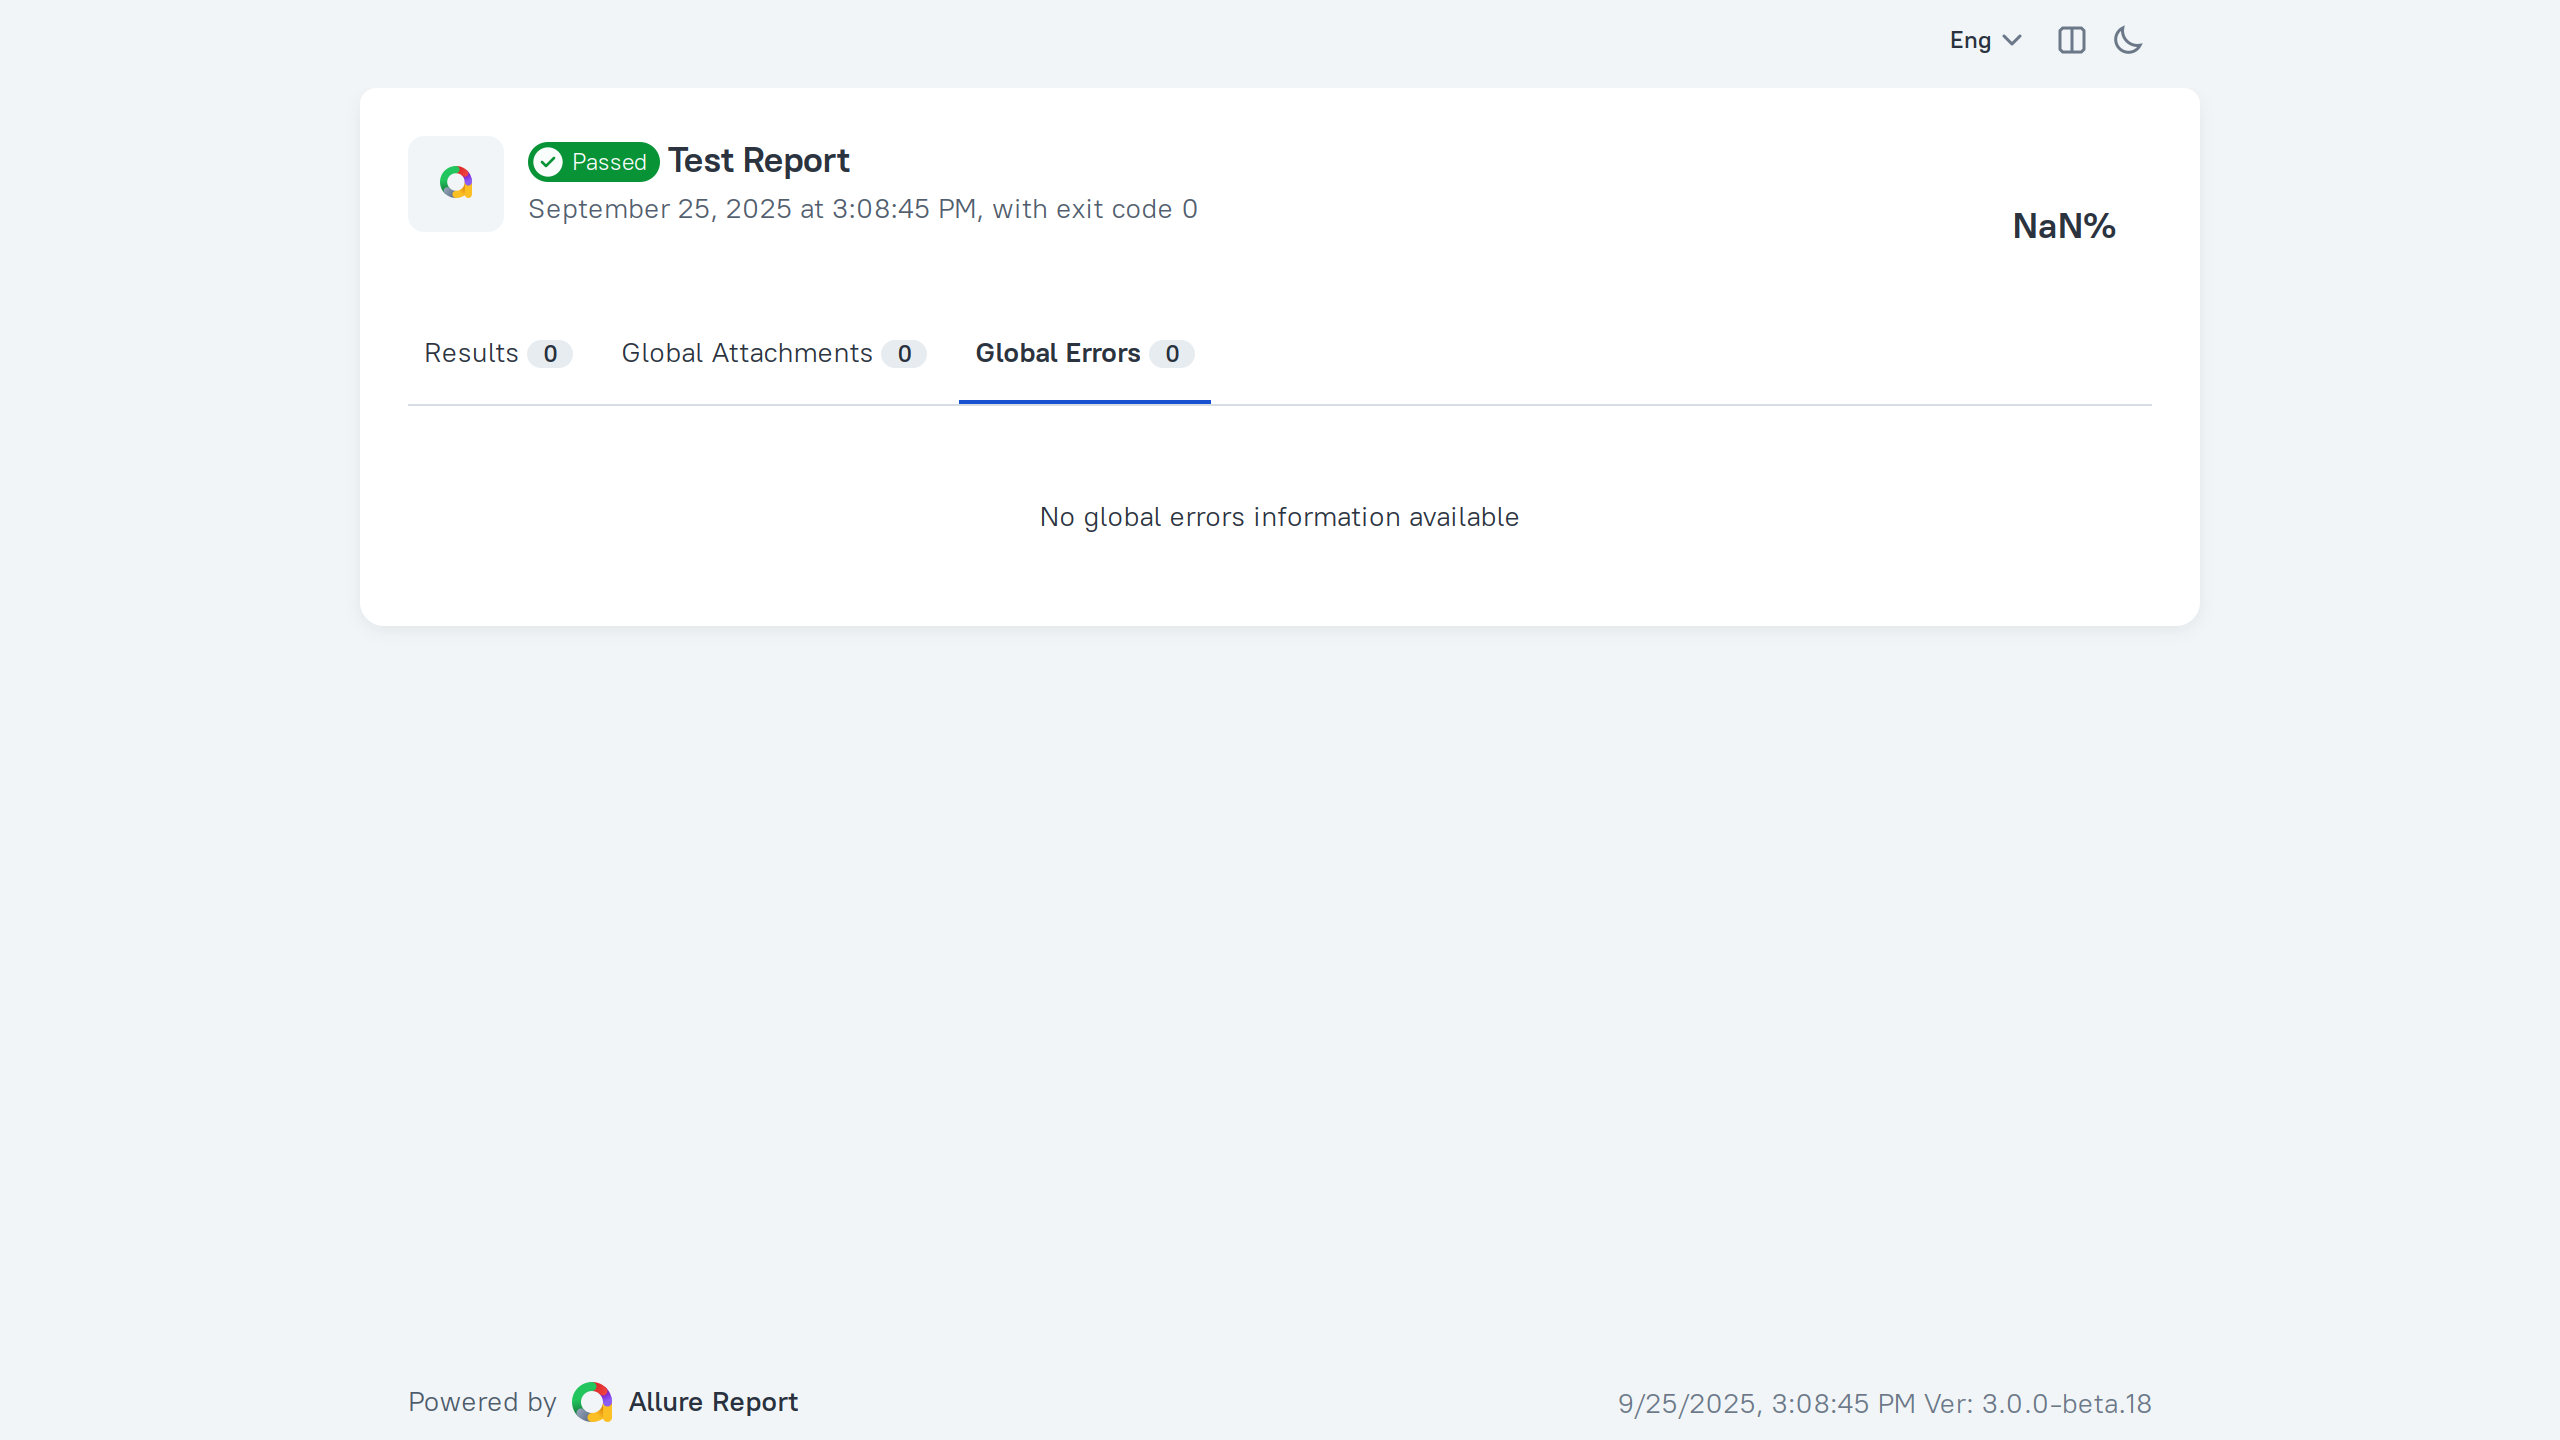 Eng
Passed Test Report
September 25, 2025 at 3:08:45 PM, with exit code 0
NaN%
Results 0 Global Attachments 0 Global Errors 0
No global errors information available
Powered by Allure Report
9/25/2025, 3:08:45 PM Ver: 3.0.0-beta.18